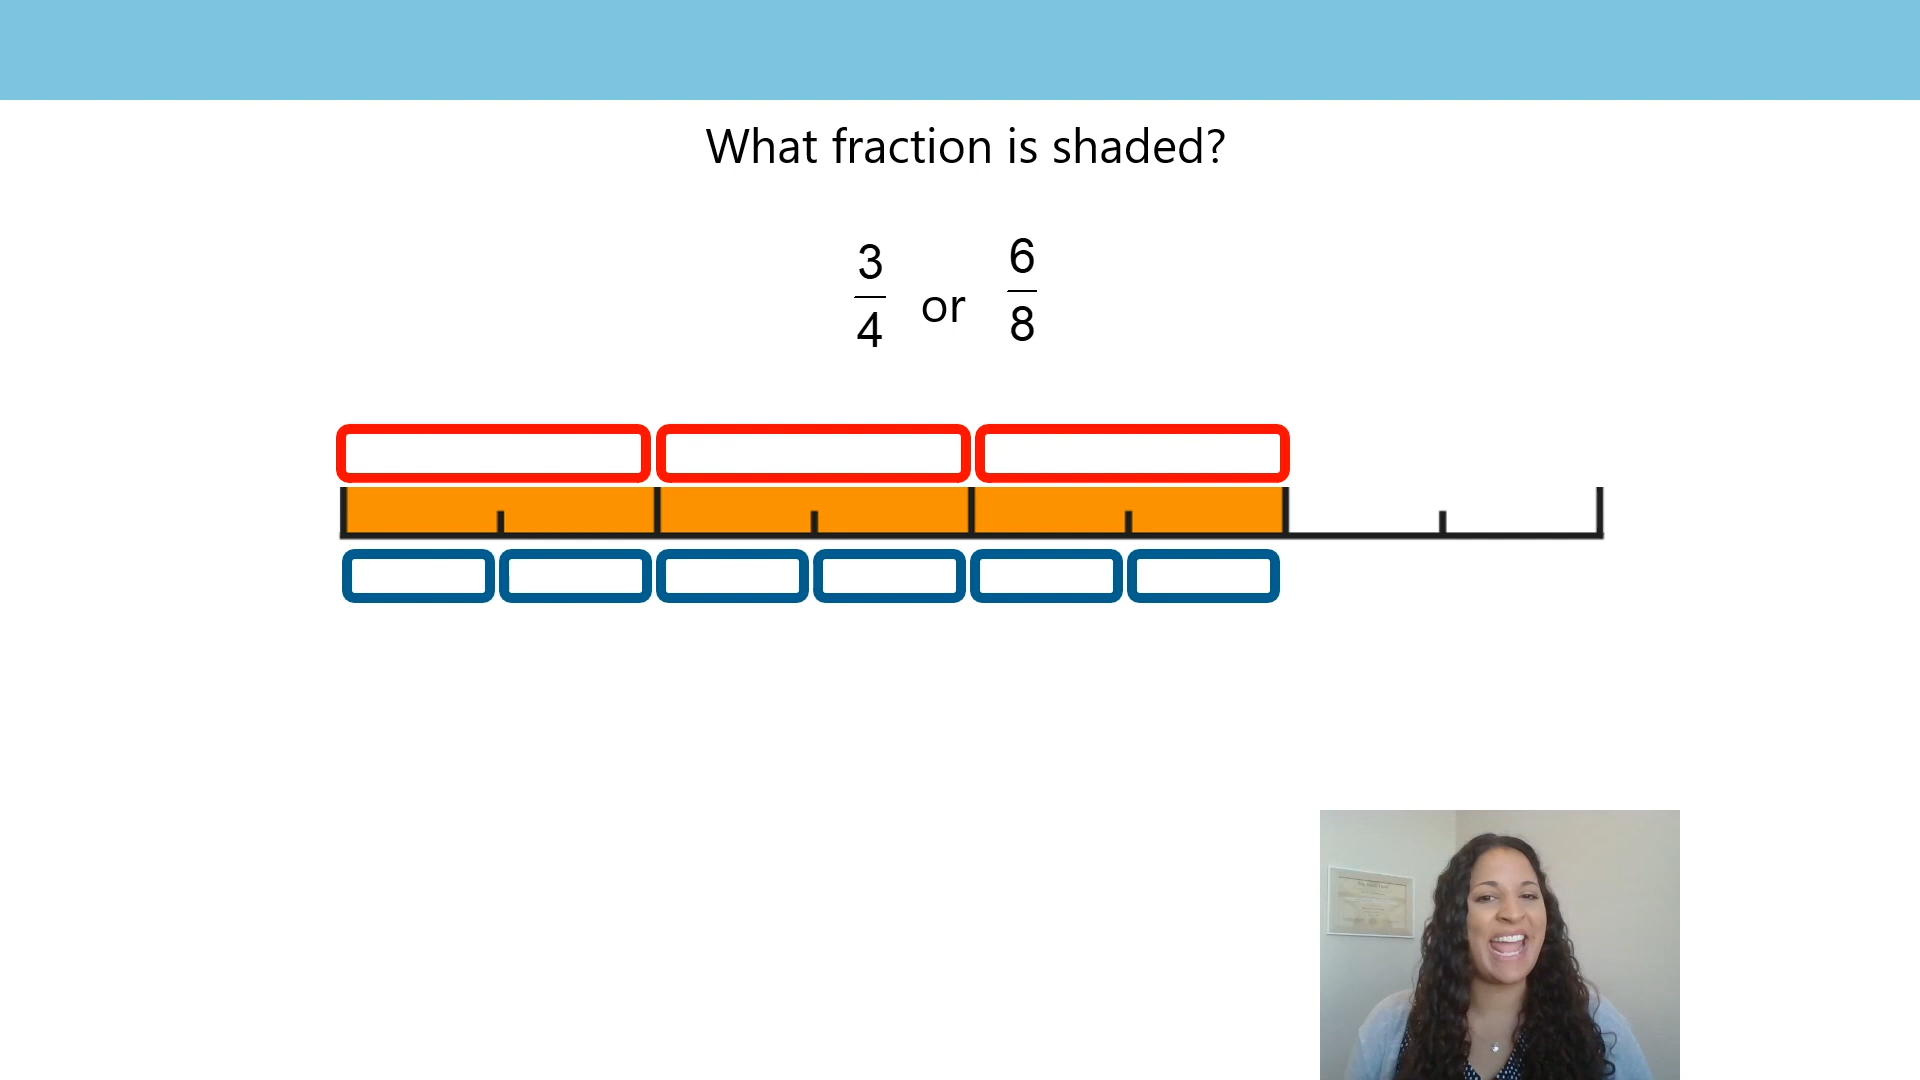 What fraction is shaded?
3/4 or 6/8